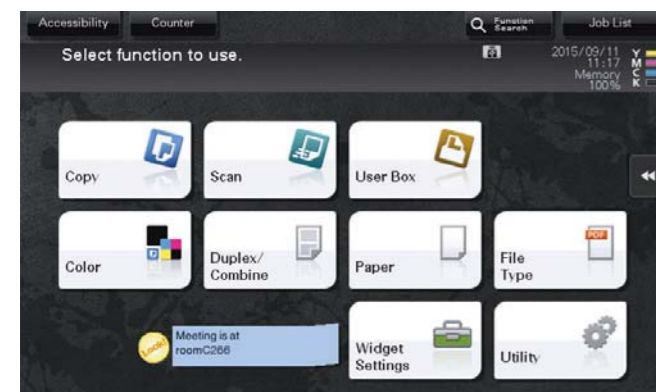 Accessibility
Counter
Function
Search
Job List
Select function to use.
2015/09/11
11:17
Memory
100%
Y
M
C
K
Copy
Scan
User Box
Color
Duplex/
Combine
Paper
PDF
File
Type
Look!
Meeting is at
roomC266
Widget
Settings
Utility